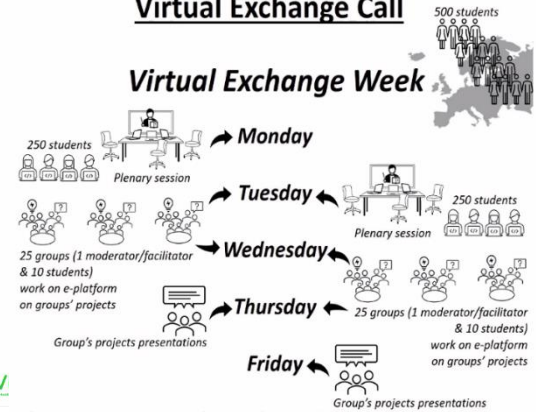 Virtual Exchange Call
500 students
Virtual Exchange Week
Monday
250 students
Plenary session
Tuesday
250 students
Plenary session
25 groups (1 moderator/facilitator
& 10 students)
work on e-platform
on groups' projects
Wednesday
Thursday
25 groups (1 moderator/facilitator
& 10 students)
work on e-platform
on groups' projects
Group's projects presentations
Friday
Group's projects presentations